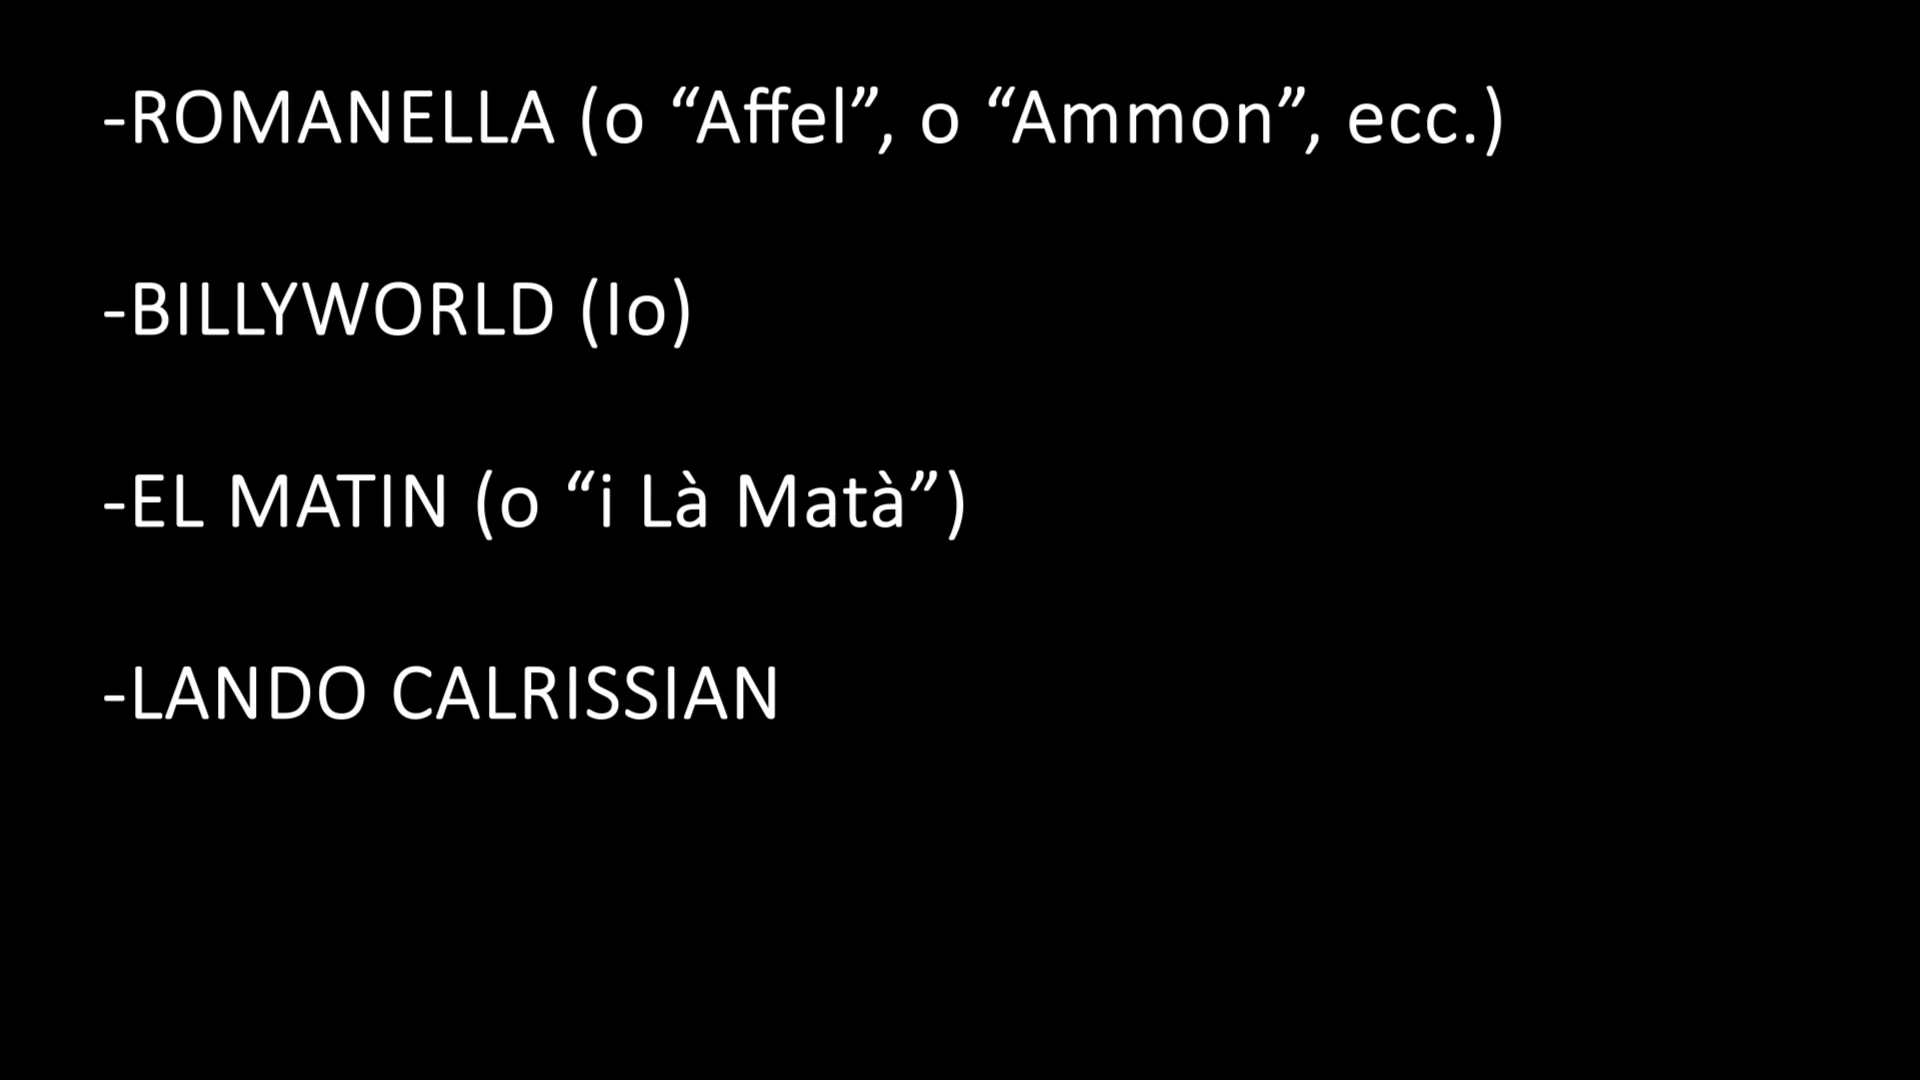 -ROMANELLA (o “Affel”, o “Ammon”, ecc.)
-BILLYWORLD (Io)
-EL MATIN (o “i Là Matà”)
-LANDO CALRISSIAN